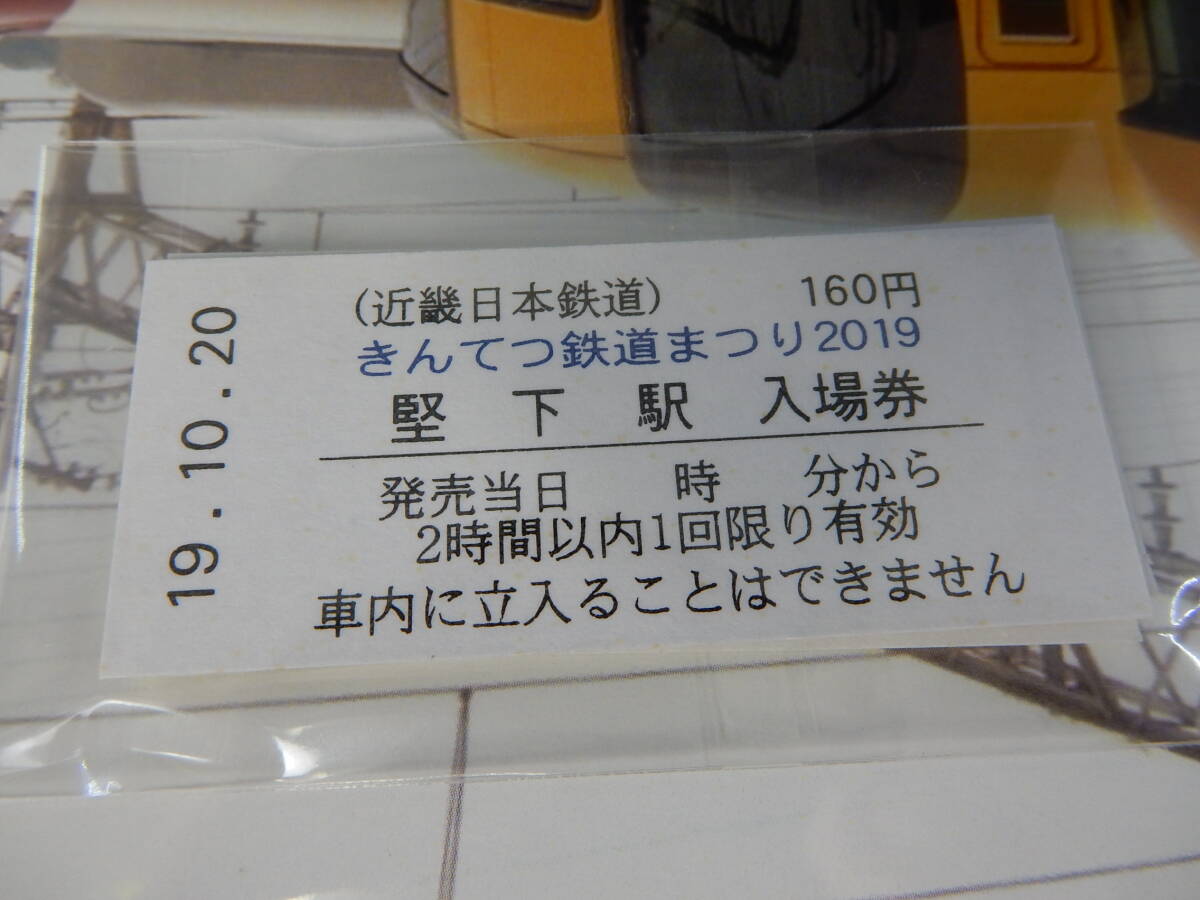 19.10.20
(近畿日本鉄道) 160円
きんてつ鉄道まつり2019
堅下駅 入場券
発売当日 時 分から
2時間以内1回限り有効
車内に立入ることはできません